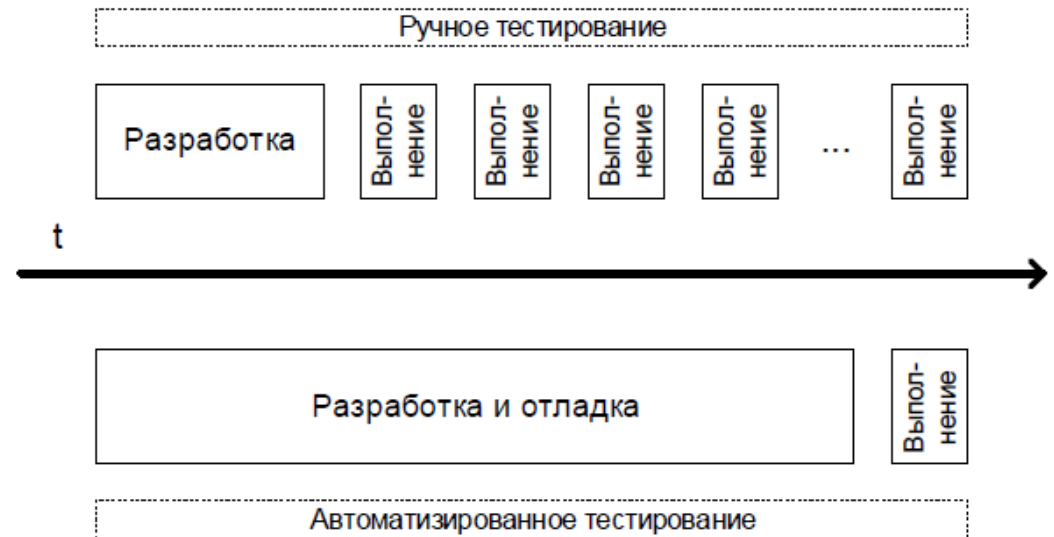 Ручное тестирование
Разработка
Выпол-
нение
Выпол-
нение
Выпол-
нение
Выпол-
нение
...
Выпол-
нение
t
Разработка и отладка
Выпол-
нение
Автоматизированное тестирование